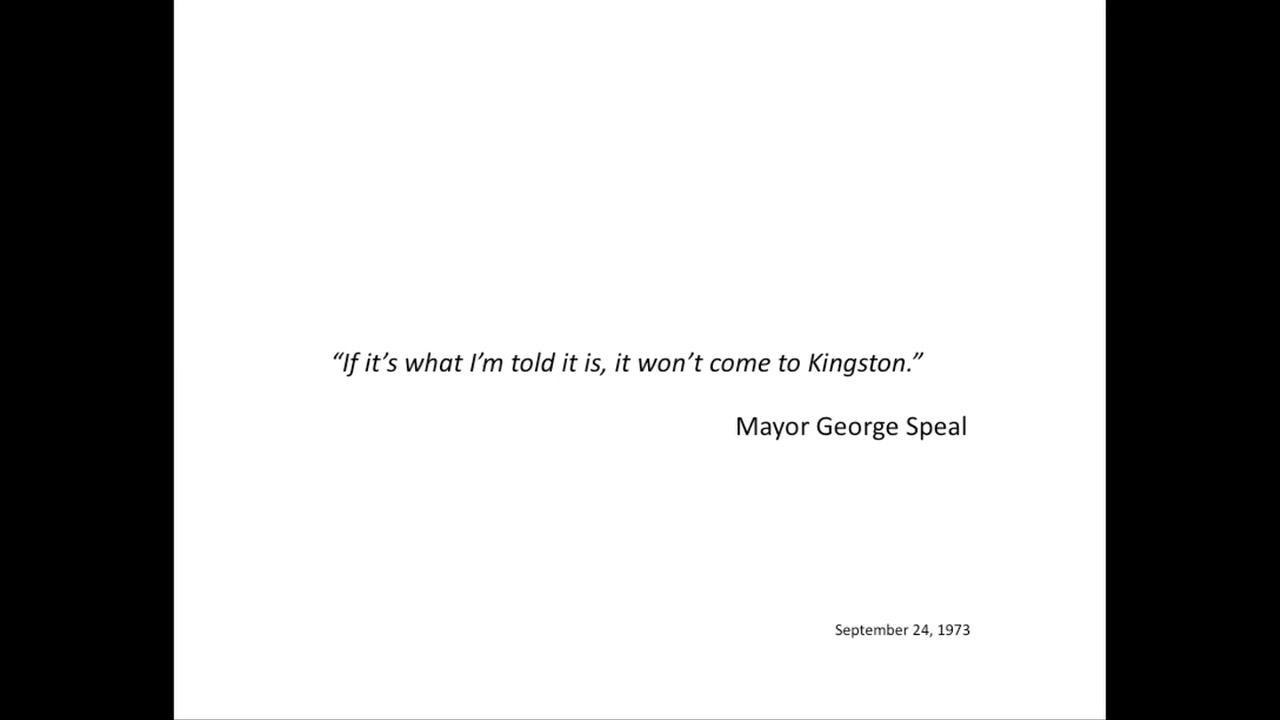 “If it’s what I’m told it is, it won’t come to Kingston.”
Mayor George Speal
September 24, 1973